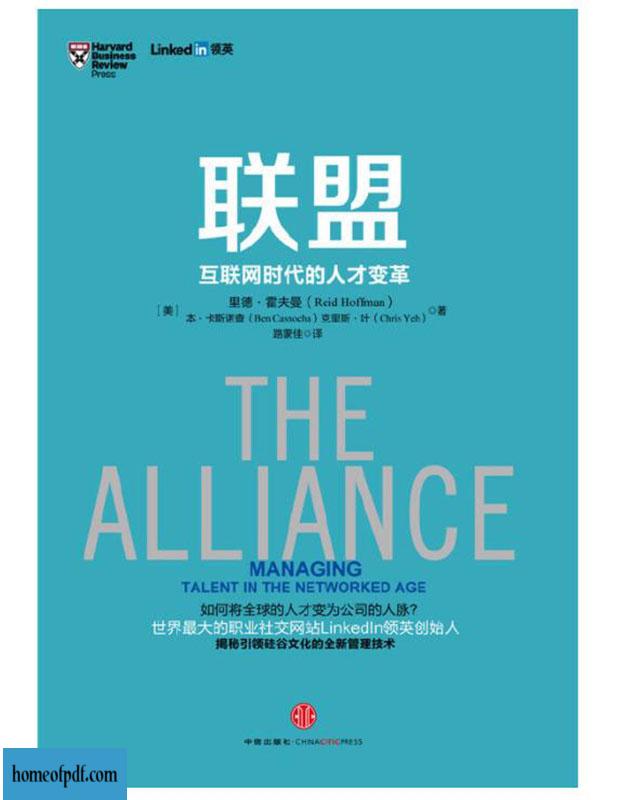 Harvard
Business
Review
Press
Linked in 领英
联盟
互联网时代的人才变革
[美] 里德·霍夫曼(Reid Hoffman)
本·卡斯诺查(Ben Casnocha)克里斯·叶(Chris Yeh) ◇著
路蒙佳◇译
THE
ALLIANCE
MANAGING
TALENT IN THE NETWORKED AGE
如何将全球的人才变为公司的人脉?
世界最大的职业社交网站LinkedIn领英创始人
揭秘引领硅谷文化的全新管理技术
中信出版社·CHINACITICPRESS
homeofpdf.com